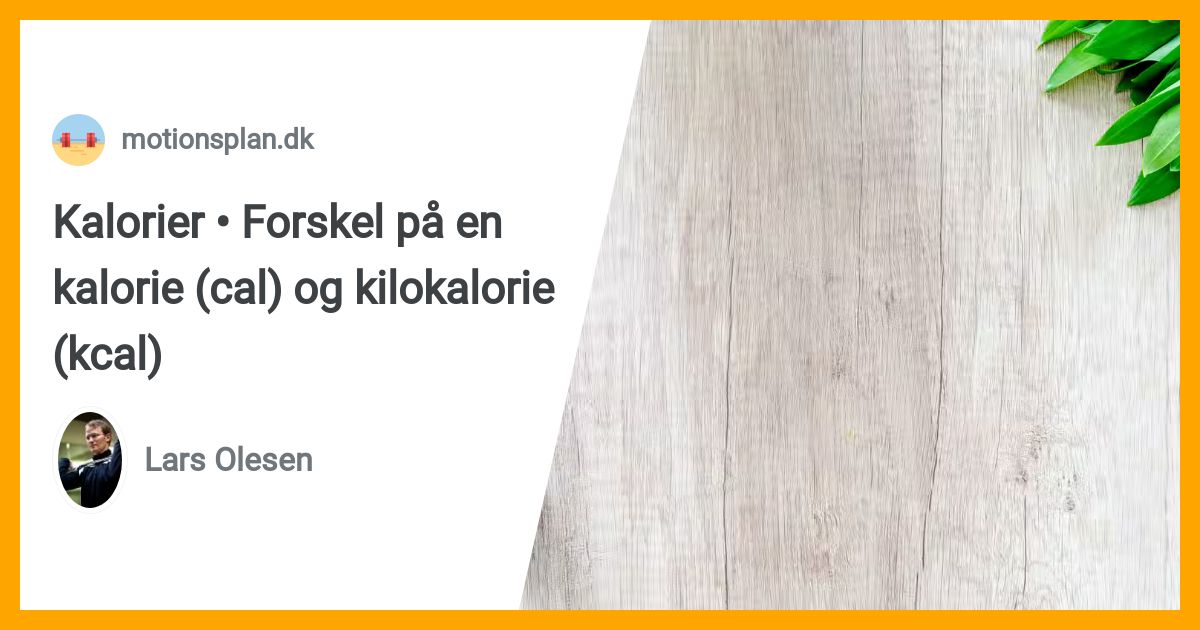 motionsplan.dk
Kalorier • Forskel på en
kalorie (cal) og kilokalorie
(kcal)
Lars Olesen